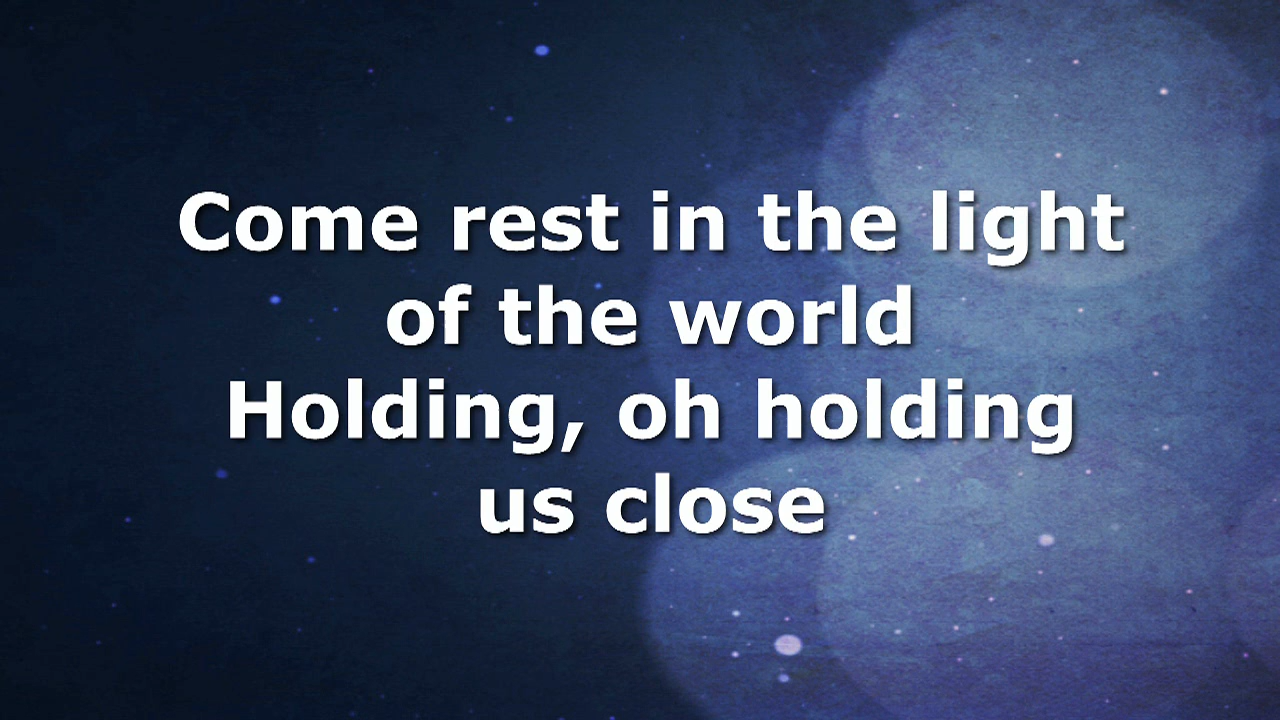 Come rest in the light
of the world
Holding, oh holding
us close